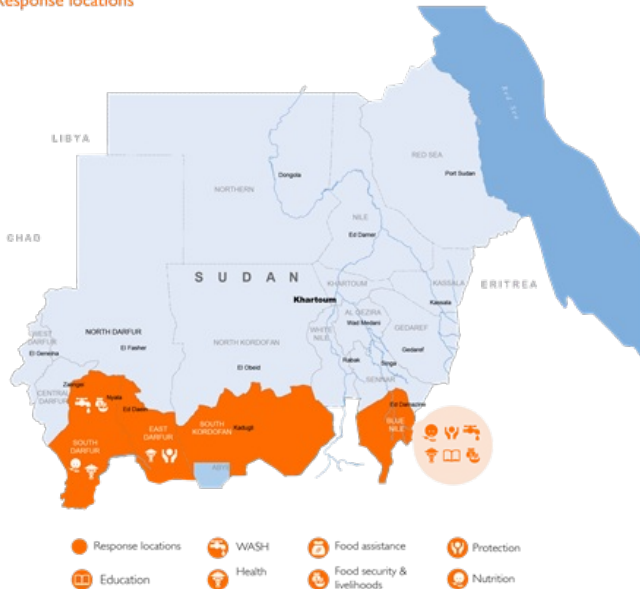 Response locations
Red Sea
LIBYA
RED SEA
Port Sudan
Dongola
NORTHERN
NILE
CHAD
Ed Damer
SUDAN
KHARTOUM
KASSALA
ERITREA
Khartoum
Kassala
AL GEZIRA
Wad Medani
NORTH DARFUR
WHITE
NILE
GEDAREF
WEST
DARFUR
El Geneina
El Fasher
NORTH KORDOFAN
Gedaref
Rabak
Singa
El Obeid
SENNAR
Zalingei
CENTRAL
DARFUR
Nyala
Ed Daein
Ed Damazine
SOUTH
KORDOFAN
Kadugli
BLUE
NILE
EAST
DARFUR
SOUTH
DARFUR
Response locations
WASH
Food assistance
Protection
Education
Health
Food security &
livelihoods
Nutrition